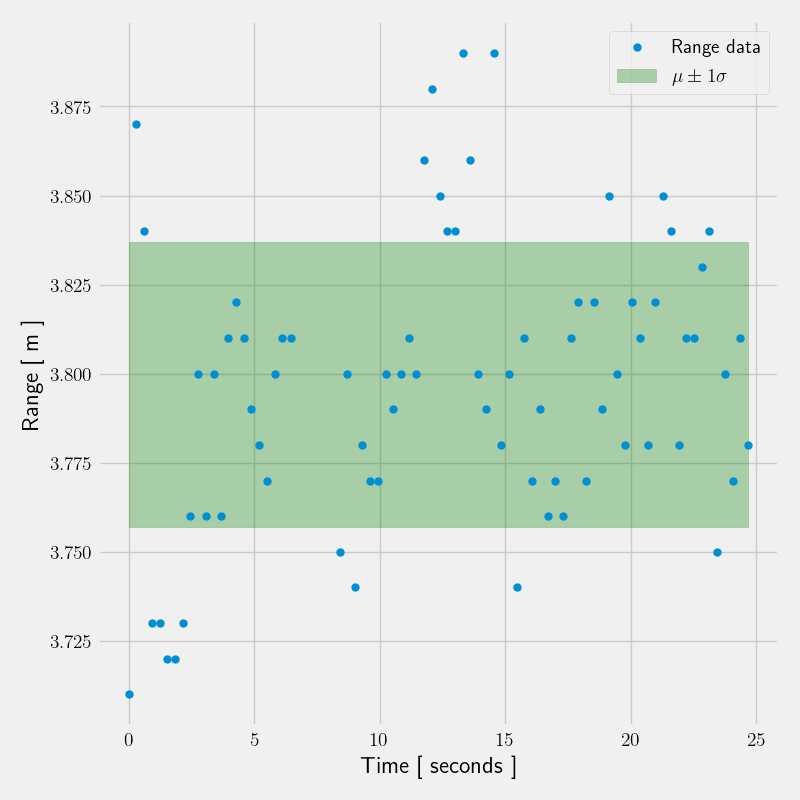 Range data
μ ± 1σ
3.875
3.850
3.825
3.800
3.775
3.750
3.725
Range [ m ]
0 5 10 15 20 25
Time [ seconds ]